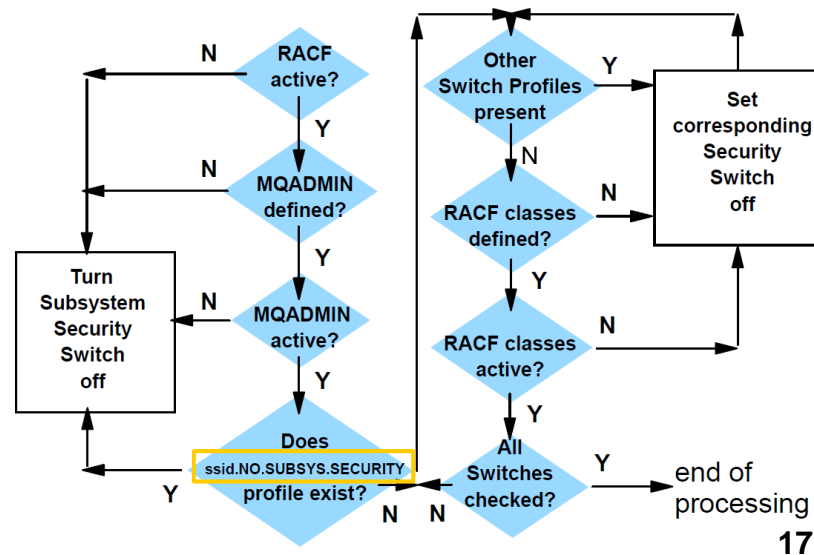 N
RACF
active?
Y
N
MQADMIN
defined?
Y
Turn
Subsystem
Security
Switch
off
N
MQADMIN
active?
Y
Does
ssid.NO.SUBSYS.SECURITY
profile exist?
Y
N
Other
Switch Profiles
present
Y
N
Set
corresponding
Security
Switch
off
RACF classes
defined?
N
Y
RACF classes
active?
N
Y
All
Switches
checked?
N
Y
end of
processing
17